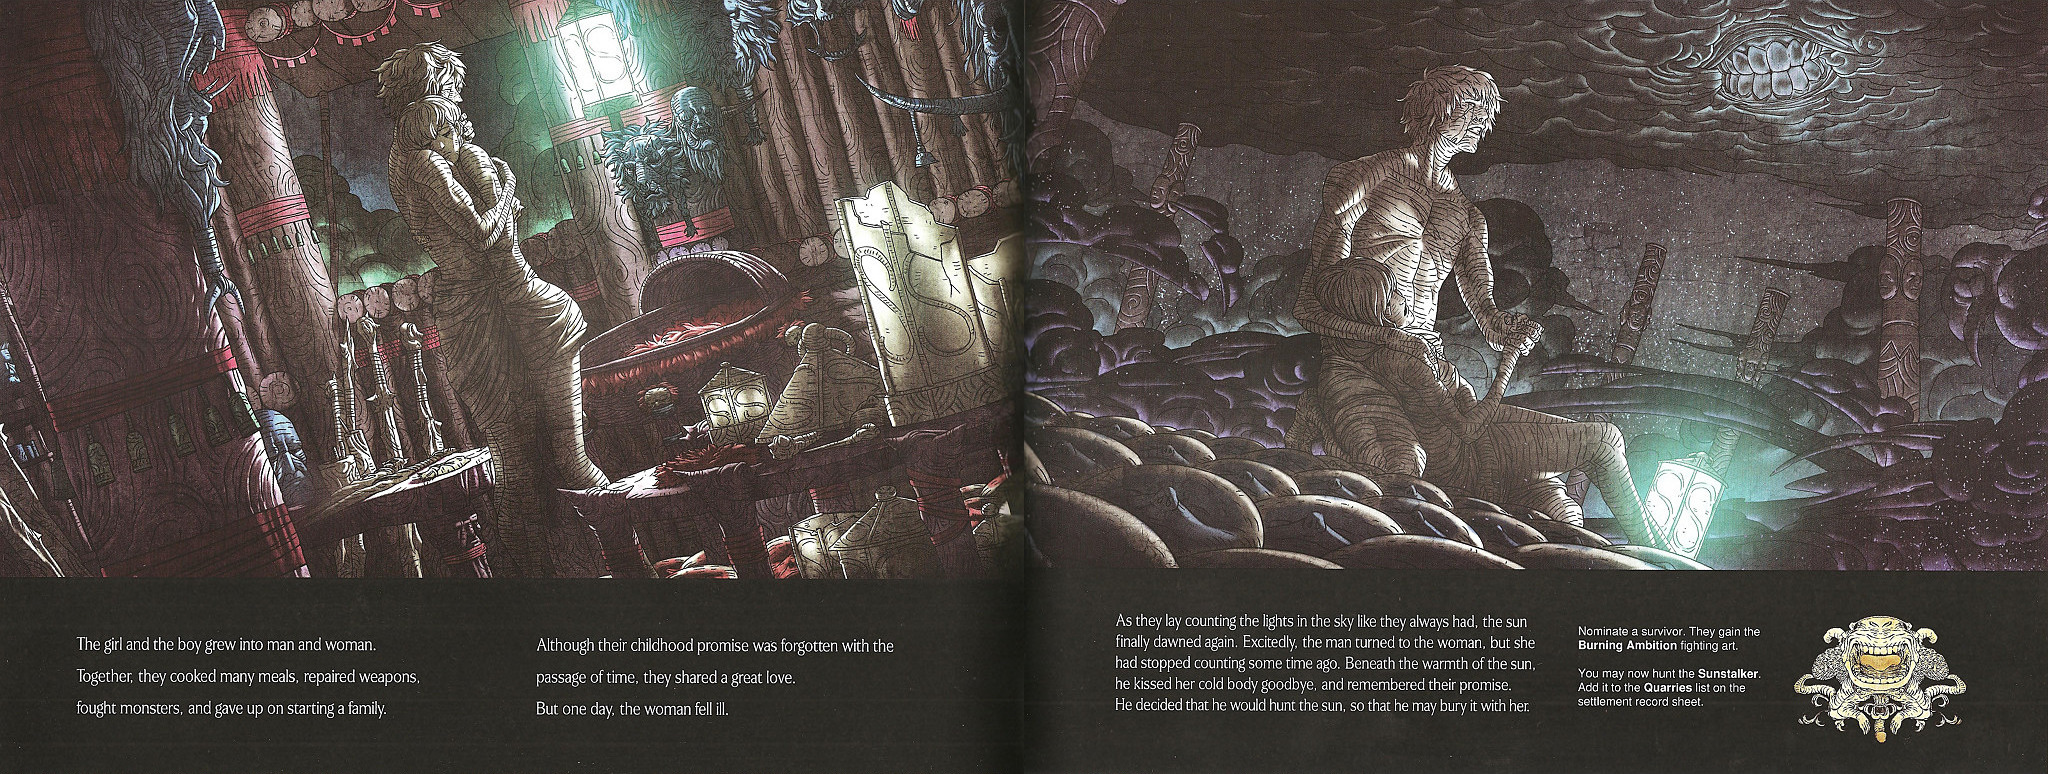 The girl and the boy grew into man and woman.
Together, they cooked many meals, repaired weapons,
fought monsters, and gave up on starting a family.
Although their childhood promise was forgotten with the
passage of time, they shared a great love.
But one day, the woman fell ill.
As they lay counting the lights in the sky like they always had, the sun
finally dawned again. Excitedly, the man turned to the woman, but she
had stopped counting some time ago. Beneath the warmth of the sun,
he kissed her cold body goodbye, and remembered their promise.
He decided that he would hunt the sun, so that he may bury it with her.
Nominate a survivor. They gain the
Burning Ambition fighting art.
You may now hunt the Sunstalker.
Add it to the Quarries list on the
settlement record sheet.